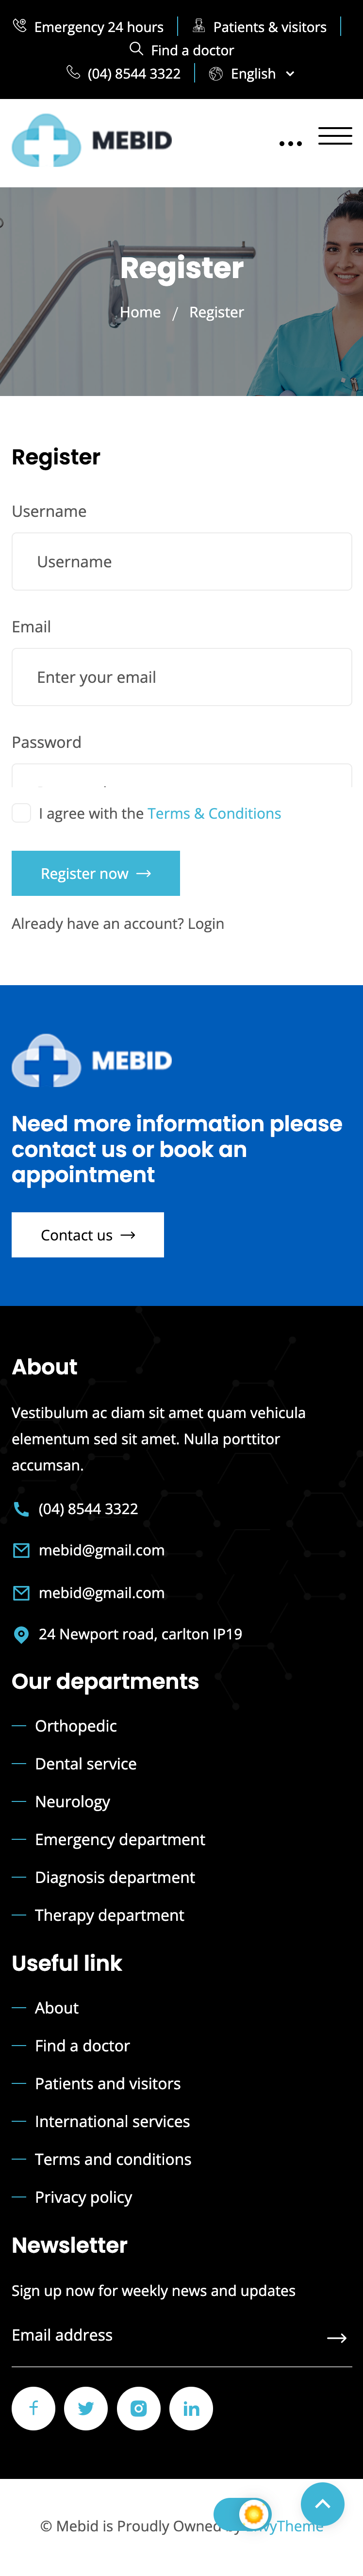 Emergency 24 hours
Patients & visitors
Find a doctor
(04) 8544 3322
English
MEBID
Register
Home / Register
Register
Username
Username
Email
Enter your email
Password
I agree with the Terms & Conditions
Register now
Already have an account? Login
MEBID
Need more information please
contact us or book an
appointment
Contact us
About
Vestibulum ac diam sit amet quam vehicula
elementum sed sit amet. Nulla porttitor
accumsan.
(04) 8544 3322
mebid@gmail.com
mebid@gmail.com
24 Newport road, carlton IP19
Our departments
Orthopedic
Dental service
Neurology
Emergency department
Diagnosis department
Therapy department
Useful link
About
Find a doctor
Patients and visitors
International services
Terms and conditions
Privacy policy
Newsletter
Sign up now for weekly news and updates
Email address
© Mebid is Proudly Owned